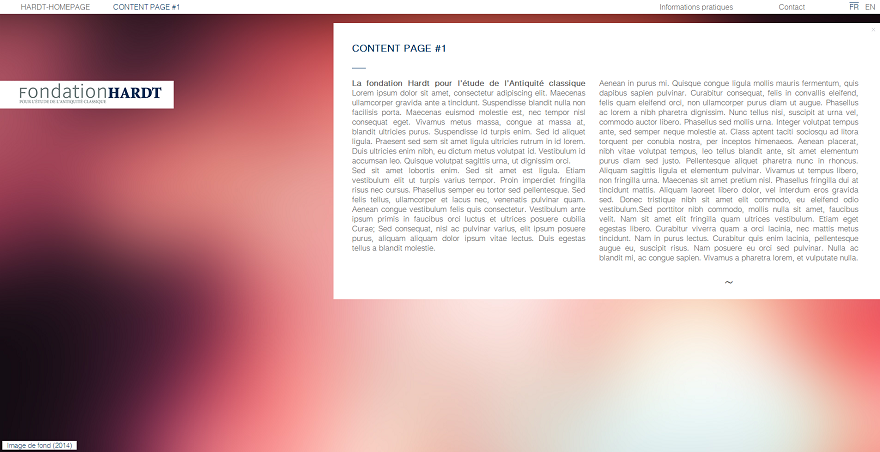 HARDT-HOMEPAGE CONTENT PAGE #1 Informations pratiques Contact FR EN
x
CONTENT PAGE #1
fondationHARDT
POUR L'ÉTUDE DE L'ANTIQUITÉ CLASSIQUE
La fondation Hardt pour l'étude de l'Antiquité classique
Lorem ipsum dolor sit amet, consectetur adipiscing elit. Maecenas
ullamcorper gravida ante a tincidunt. Suspendisse blandit nulla non
facilisis porta. Maecenas euismod molestie est, nec tempor nisl
consequat eget. Vivamus metus massa, congue at massa at,
blandit ultricies purus. Suspendisse id turpis enim. Sed id aliquet
ligula. Praesent sed sem sit amet ligula ultricies rutrum in id lorem.
Duis ultricies enim nibh, eu dictum metus volutpat id. Vestibulum id
accumsan leo. Quisque volutpat sagittis urna, ut dignissim orci.
Sed sit amet lobortis enim. Sed sit amet est ligula. Etiam
vestibulum elit ut turpis varius tempor. Proin imperdiet fringilla
risus nec cursus. Phasellus semper eu tortor sed pellentesque. Sed
felis tellus, ullamcorper et lacus nec, venenatis pulvinar quam.
Aenean congue vestibulum felis quis consectetur. Vestibulum ante
ipsum primis in faucibus orci luctus et ultrices posuere cubilia
Curae; Sed consequat, nisl ac pulvinar varius, elit ipsum posuere
purus, aliquam aliquam dolor ipsum vitae lectus. Duis egestas
tellus a blandit molestie.
Aenean in purus mi. Quisque congue ligula mollis mauris fermentum, quis
dapibus sapien pulvinar. Curabitur consequat, felis in convallis eleifend,
felis quam eleifend orci, non ullamcorper purus diam ut augue. Phasellus
ac lorem a nibh pharetra dignissim. Nunc tellus nisi, suscipit at urna vel,
commodo auctor libero. Phasellus sed mollis urna. Integer volutpat tempus
ante, sed semper neque molestie at. Class aptent taciti sociosqu ad litora
torquent per conubia nostra, per inceptos himenaeos. Aenean placerat,
nibh vitae volutpat tempus, leo tellus blandit ante, sit amet elementum
purus diam sed justo. Pellentesque aliquet pharetra nunc in rhoncus.
Aliquam sagittis ligula et elementum pulvinar. Vivamus ut tempus libero,
non fringilla urna. Maecenas sit amet pretium nisl. Phasellus fringilla dui at
tincidunt mattis. Aliquam laoreet libero dolor, vel interdum eros gravida
sed. Donec tristique nibh sit amet elit commodo, eu eleifend odio
vestibulum.Sed porttitor nibh commodo, mollis nulla sit amet, faucibus
velit. Nam sit amet elit fringilla quam ultrices vestibulum. Etiam eget
egestas libero. Curabitur viverra quam a orci lacinia, nec mattis metus
tincidunt. Nam in purus lectus. Curabitur quis enim lacinia, pellentesque
augue eu, suscipit risus. Nam posuere eu orci sed pulvinar. Nulla ac
blandit mi, ac congue sapien. Vivamus a pharetra lorem, et vulputate nulla.
~
Image de fond (2014)